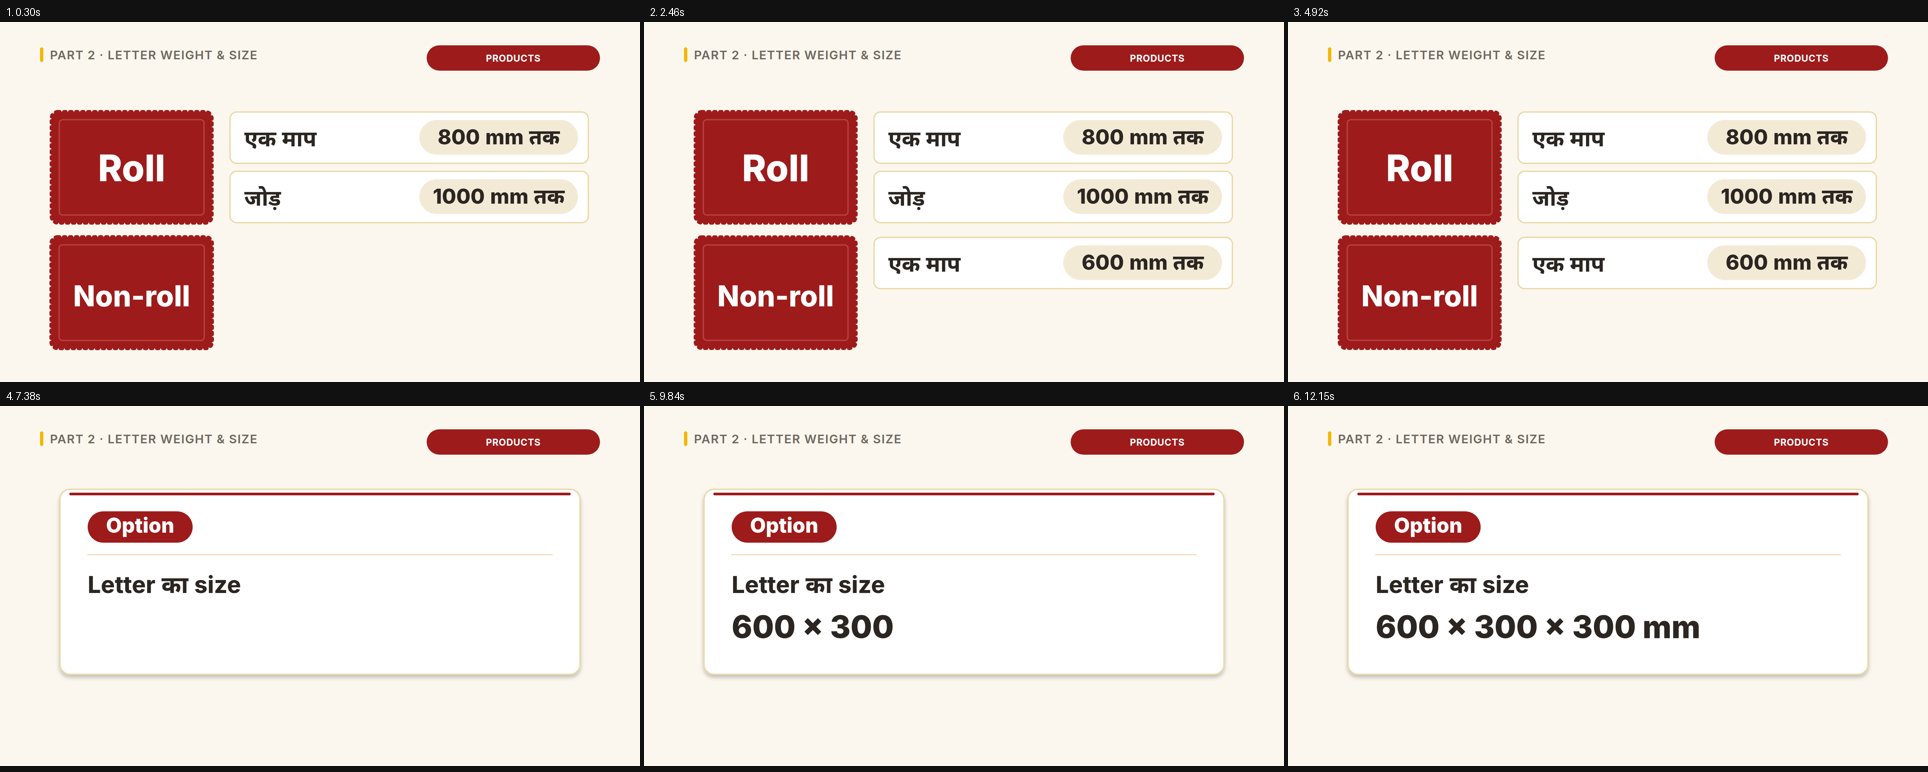 1. 0.30s
PART 2 · LETTER WEIGHT & SIZE
PRODUCTS
Roll
एक माप 800 mm तक
जोड़ 1000 mm तक
Non-roll
2. 2.46s
PART 2 · LETTER WEIGHT & SIZE
PRODUCTS
Roll
एक माप 800 mm तक
जोड़ 1000 mm तक
Non-roll
एक माप 600 mm तक
3. 4.92s
PART 2 · LETTER WEIGHT & SIZE
PRODUCTS
Roll
एक माप 800 mm तक
जोड़ 1000 mm तक
Non-roll
एक माप 600 mm तक
4. 7.38s
PART 2 · LETTER WEIGHT & SIZE
PRODUCTS
Option
Letter का size
5. 9.84s
PART 2 · LETTER WEIGHT & SIZE
PRODUCTS
Option
Letter का size
600 × 300
6. 12.15s
PART 2 · LETTER WEIGHT & SIZE
PRODUCTS
Option
Letter का size
600 × 300 × 300 mm